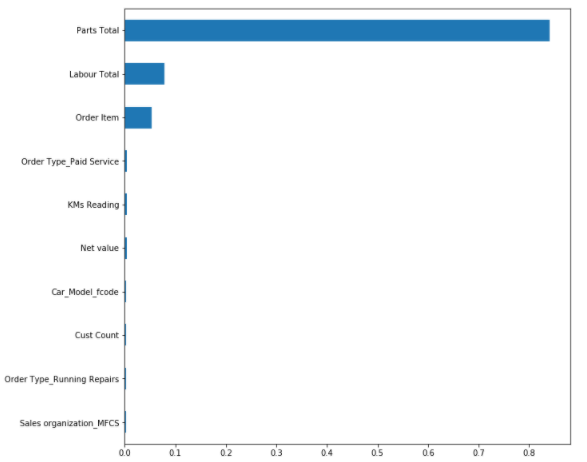 Parts Total
Labour Total
Order Item
Order Type_Paid Service
KMs Reading
Net value
Car_Model_fcode
Cust Count
Order Type_Running Repairs
Sales organization_MFCS
0.0 0.1 0.2 0.3 0.4 0.5 0.6 0.7 0.8